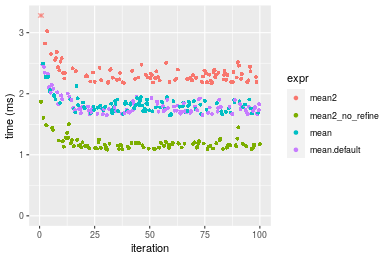 time (ms)
3
2
1
0
0
25
50
75
100
iteration
expr
mean2
mean2_no_refine
mean
mean.default